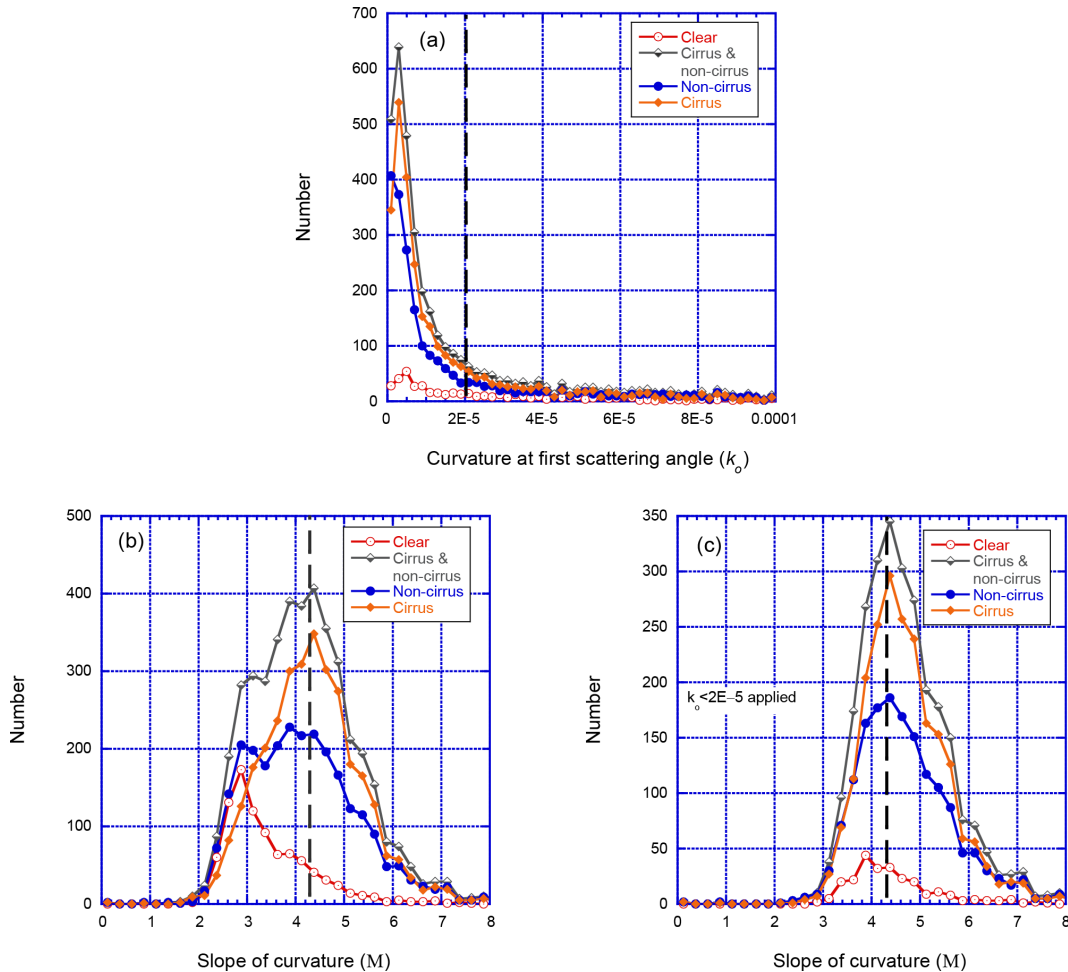 (a)
700
600
500
400
300
200
100
0
Number
Clear
Cirrus &
non-cirrus
Non-cirrus
Cirrus
0
2E-5
4E-5
6E-5
8E-5
0.0001
Curvature at first scattering angle (k_o)
(b)
500
400
300
200
100
0
Number
Clear
Cirrus &
non-cirrus
Non-cirrus
Cirrus
0 1 2 3 4 5 6 7 8
Slope of curvature (M)
(c)
350
300
250
200
150
100
50
0
Number
Clear
Cirrus &
non-cirrus
Non-cirrus
Cirrus
k_o<2E–5 applied
0 1 2 3 4 5 6 7 8
Slope of curvature (M)